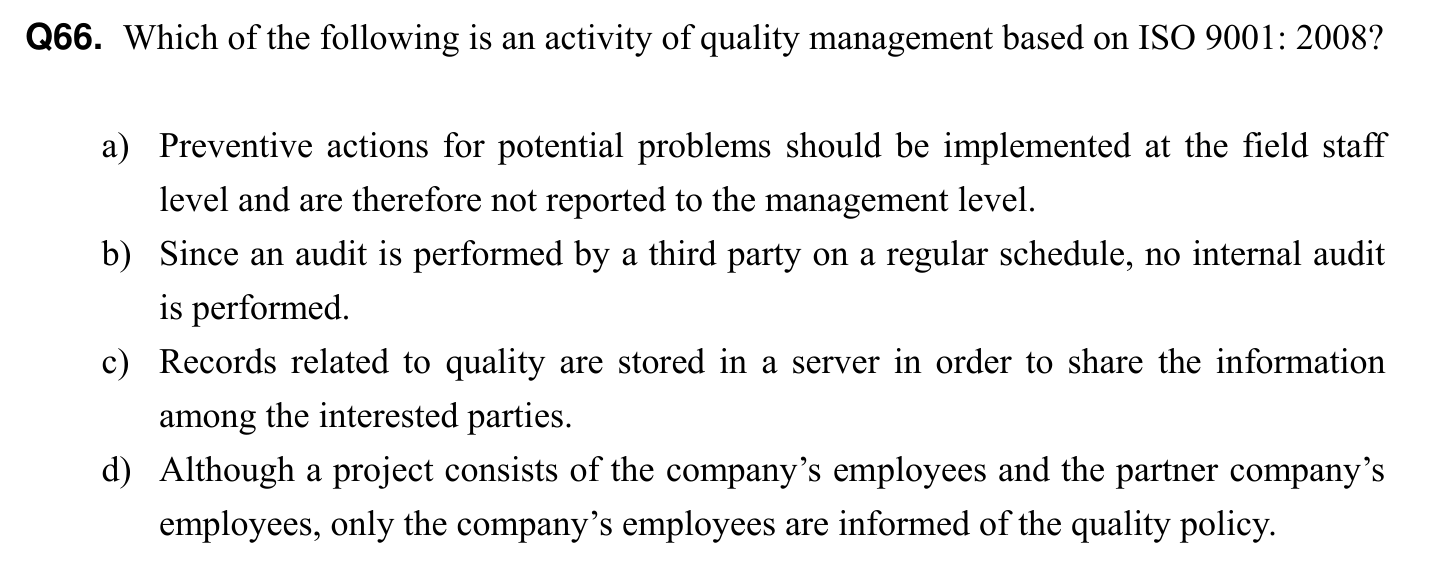 Q66. Which of the following is an activity of quality management based on ISO 9001: 2008?
a) Preventive actions for potential problems should be implemented at the field staff
level and are therefore not reported to the management level.
b) Since an audit is performed by a third party on a regular schedule, no internal audit
is performed.
c) Records related to quality are stored in a server in order to share the information
among the interested parties.
d) Although a project consists of the company’s employees and the partner company’s
employees, only the company’s employees are informed of the quality policy.